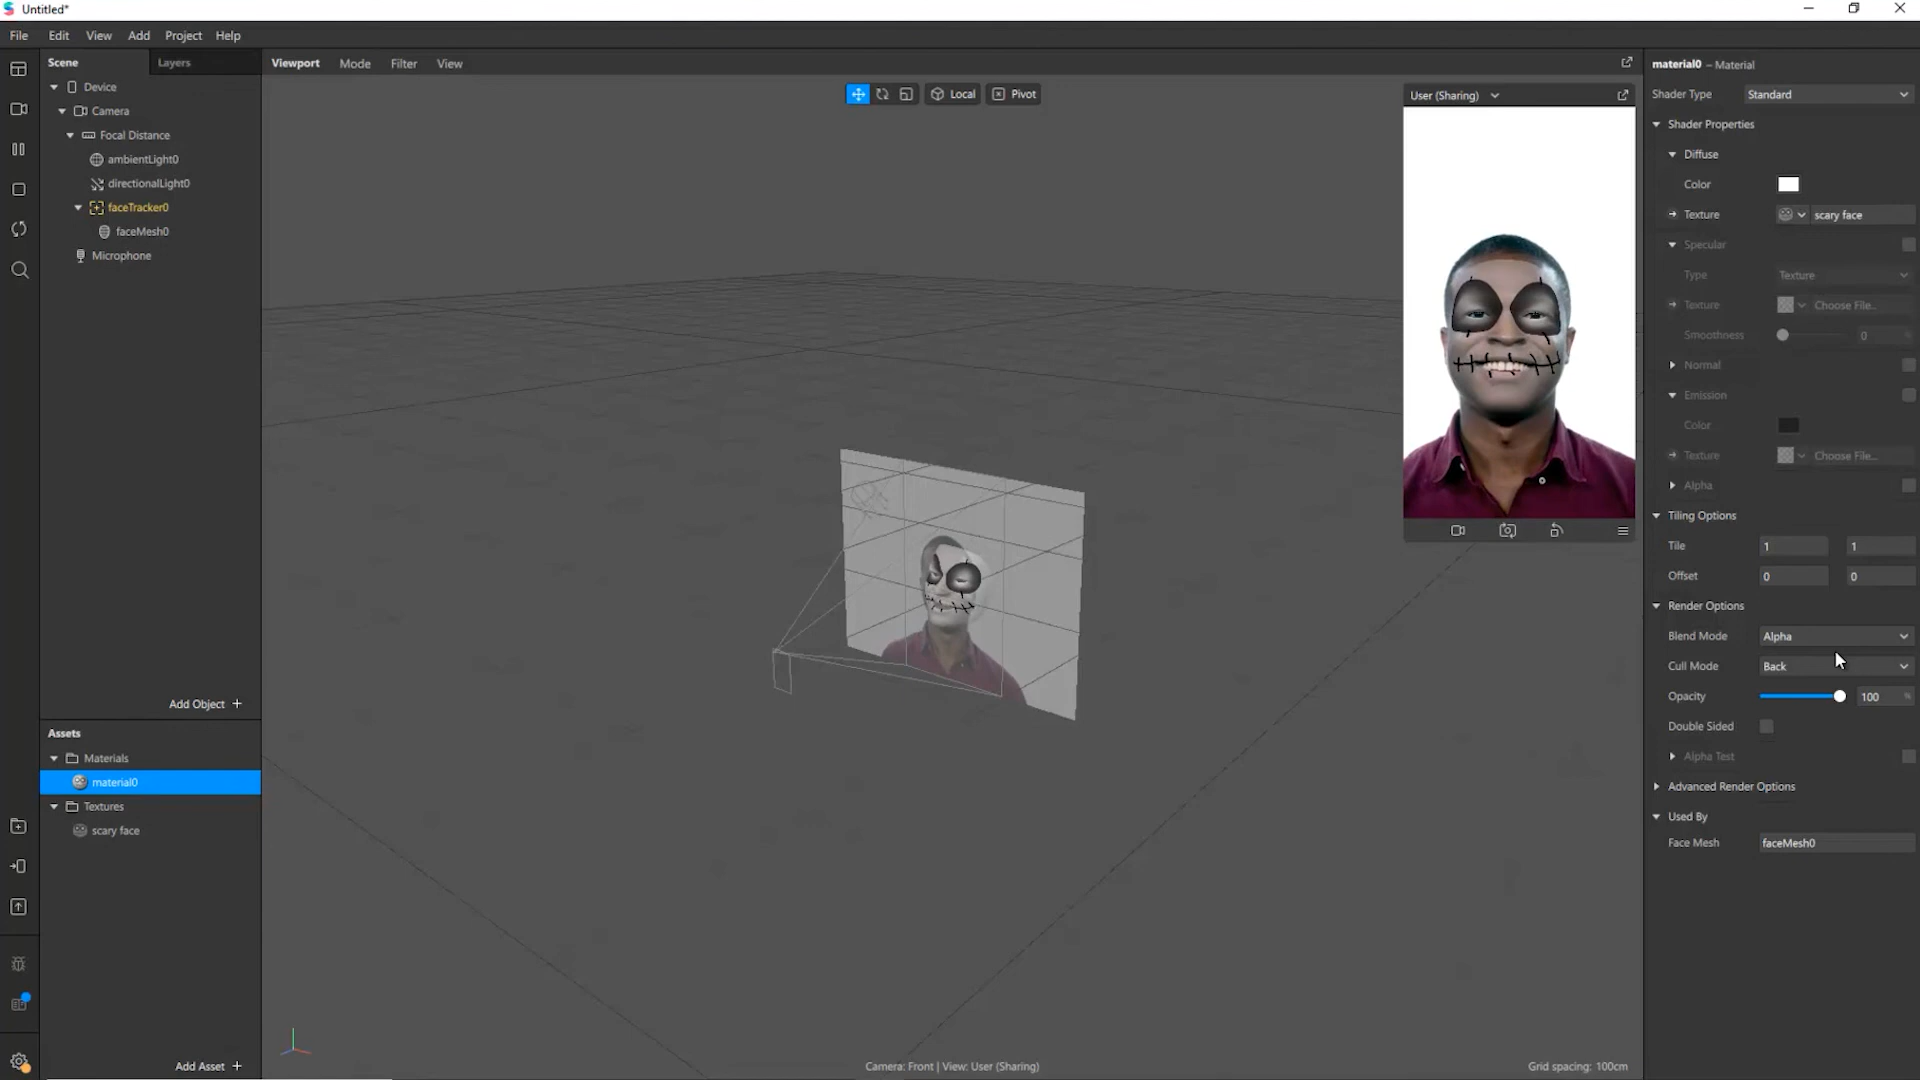 Untitled*
File Edit View Add Project Help
Scene Layers
Device
Camera
Focal Distance
ambientLight0
directionalLight0
faceTracker0
faceMesh0
Microphone
Add Object +
Assets
Materials
material0
Textures
scary face
Add Asset +
Viewport Mode Filter View
Local Pivot
User (Sharing)
Camera: Front | View: User (Sharing)
Grid spacing: 100cm
material0 – Material
Shader Type Standard
Shader Properties
Diffuse
Color
Texture scary face
Specular
Type Texture
Texture Choose File...
Smoothness 0 %
Normal
Emission
Color
Texture Choose File...
Alpha
Tiling Options
Tile 1 1
Offset 0 0
Render Options
Blend Mode Alpha
Cull Mode Back
Opacity 100 %
Double Sided
Alpha Test
Advanced Render Options
Used By
Face Mesh faceMesh0